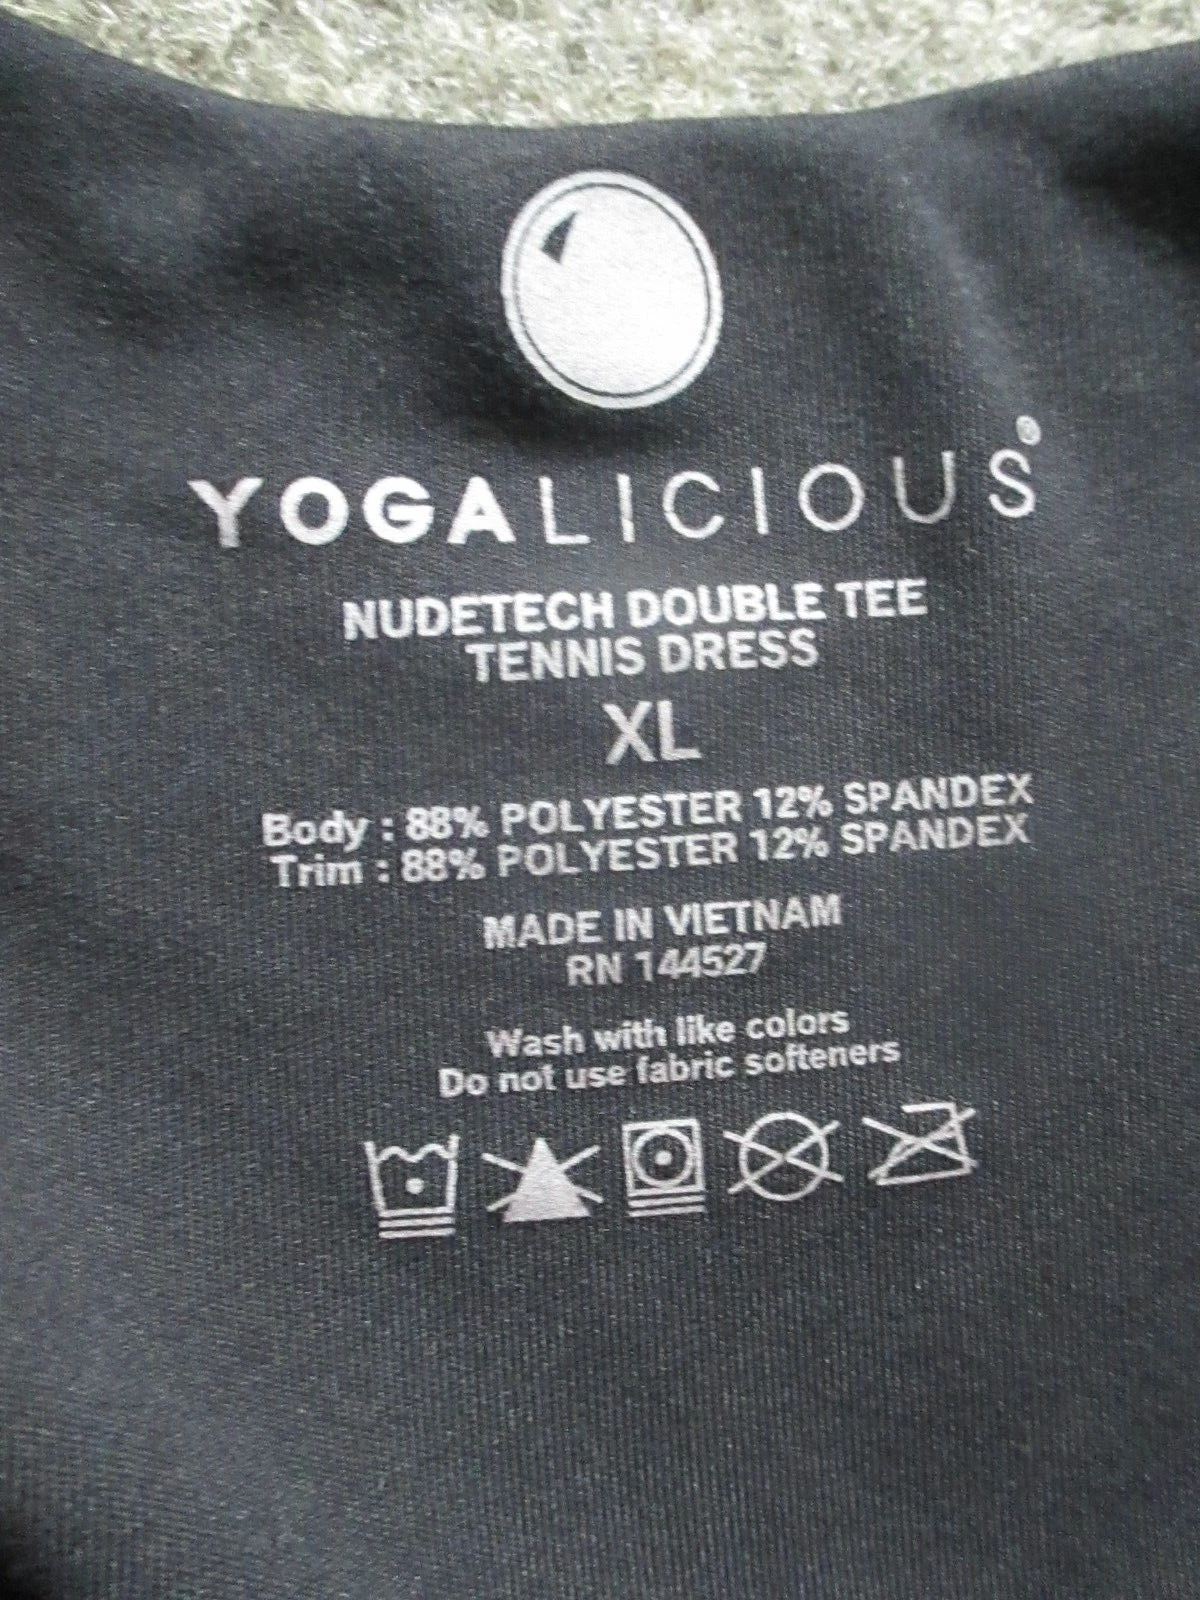 YOGALICIOUS®
NUDETECH DOUBLE TEE
TENNIS DRESS
XL
Body : 88% POLYESTER 12% SPANDEX
Trim : 88% POLYESTER 12% SPANDEX
MADE IN VIETNAM
RN 144527
Wash with like colors
Do not use fabric softeners